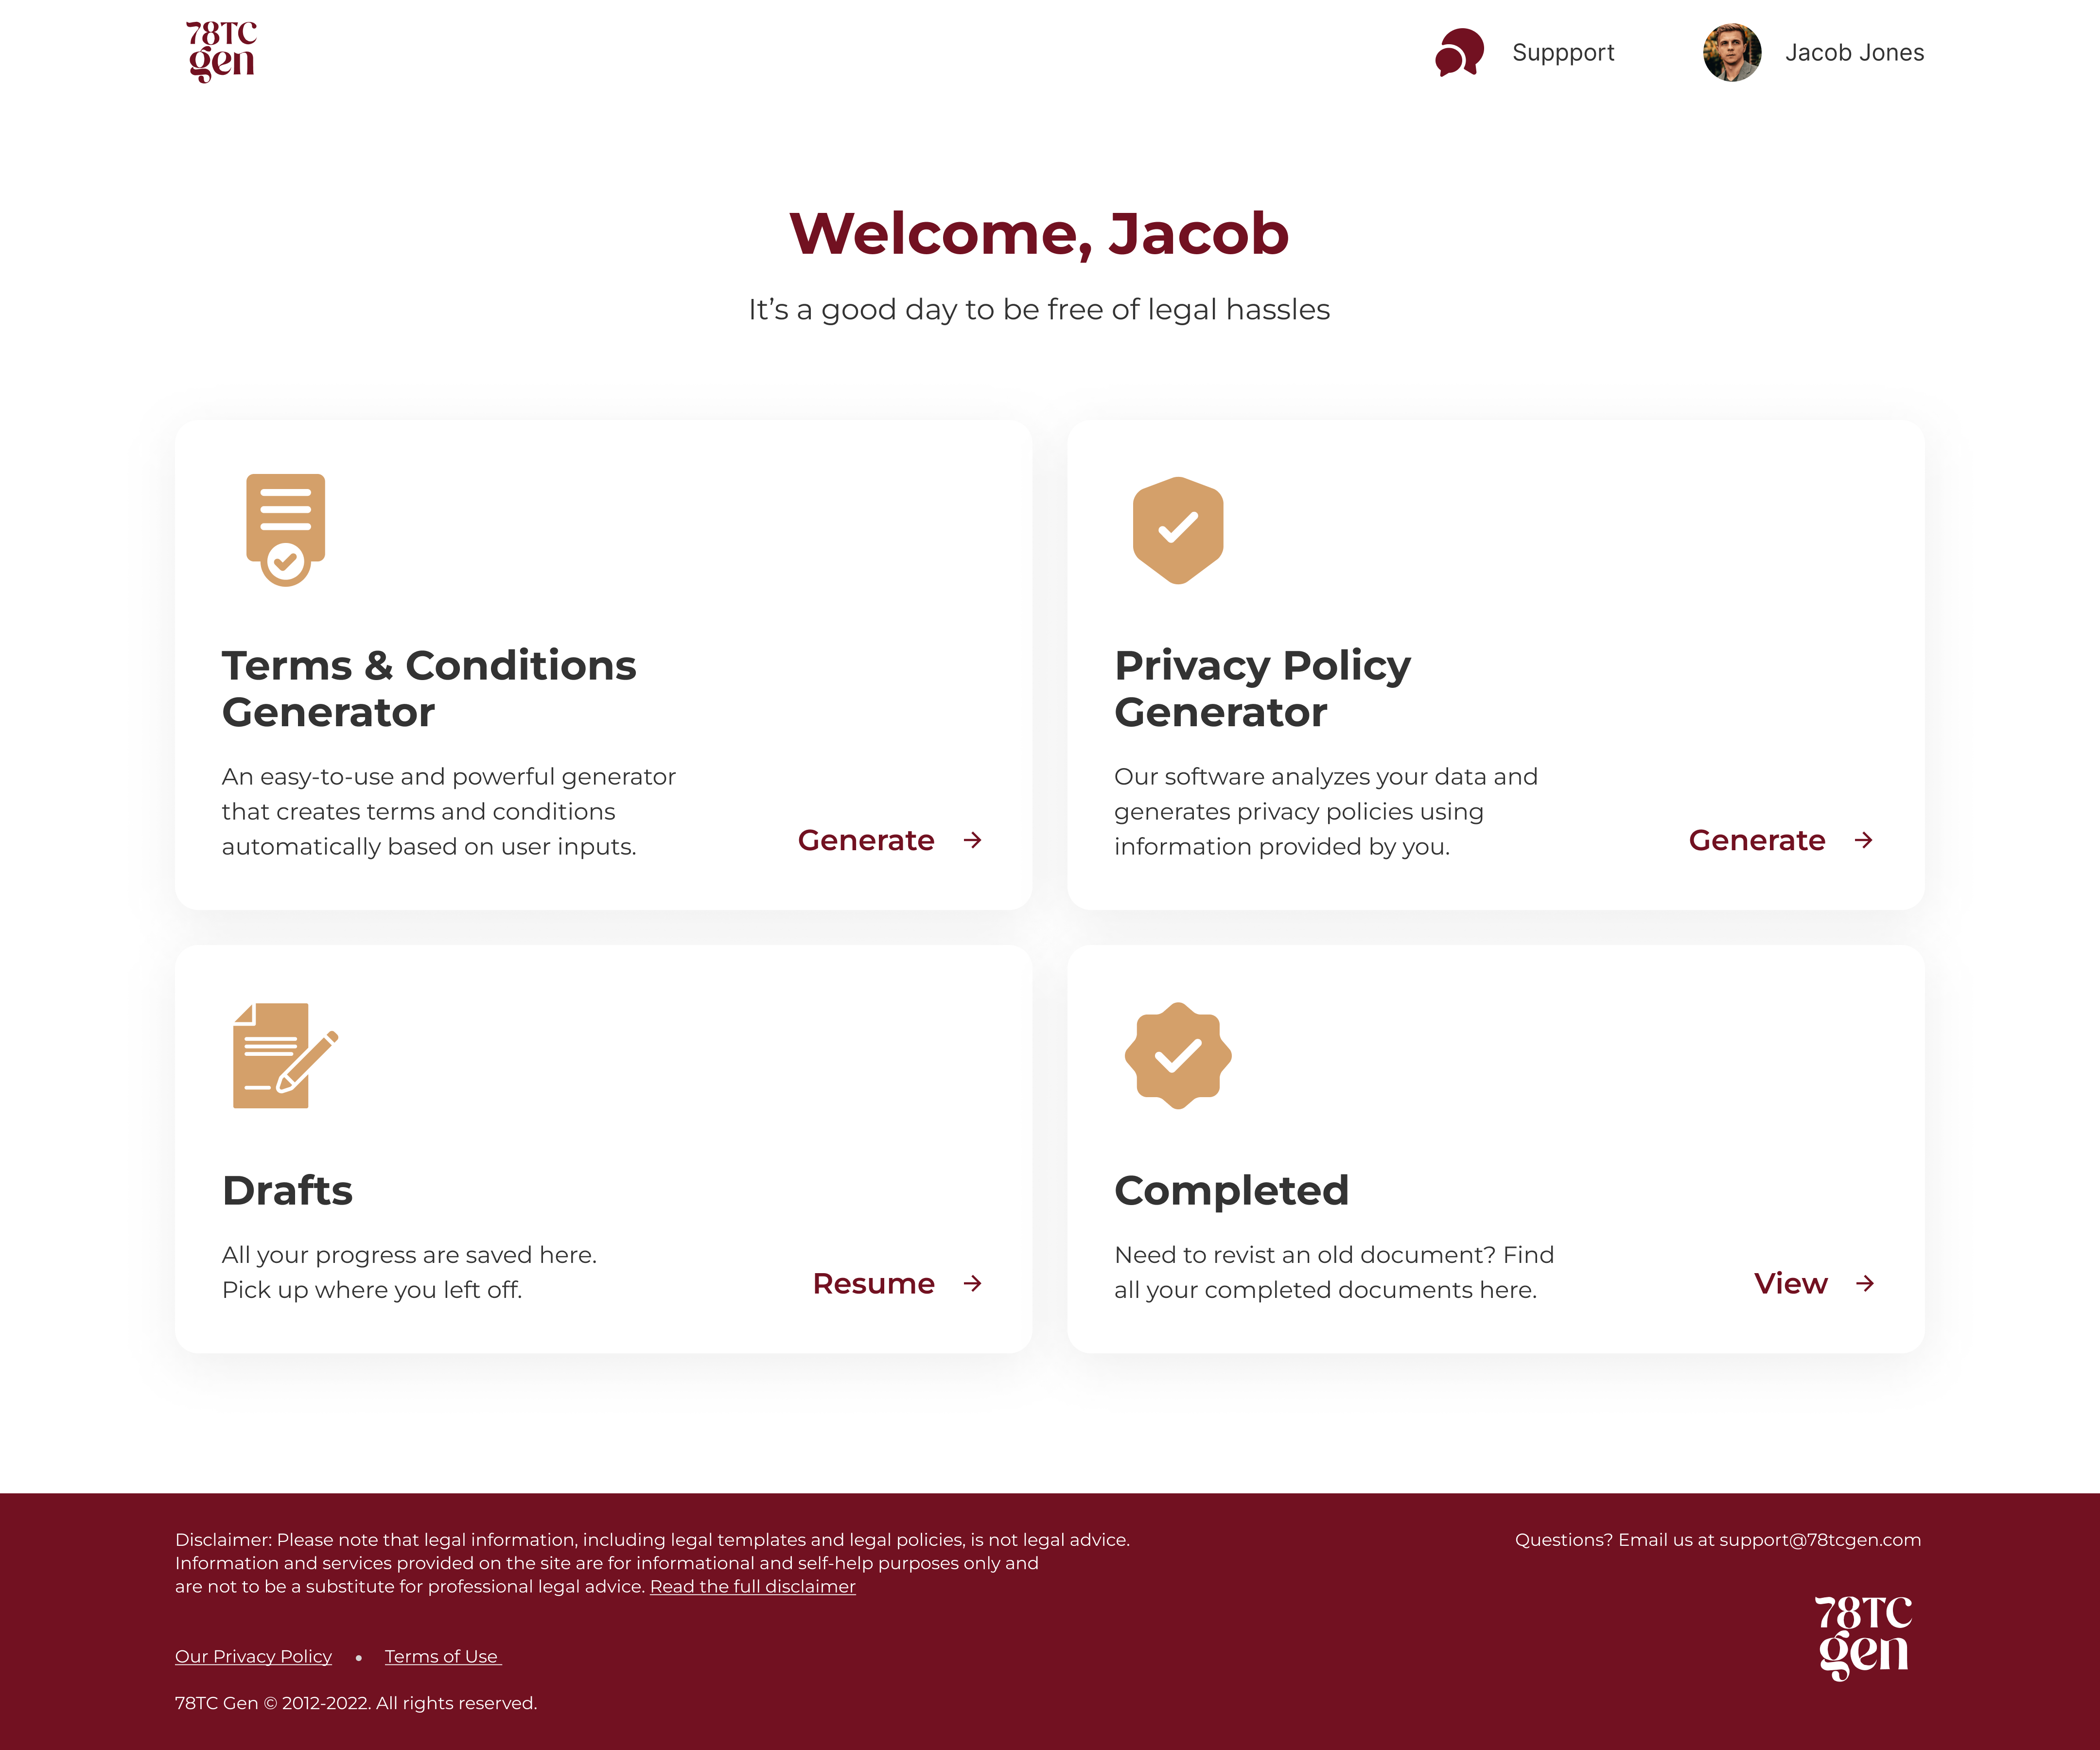 78TC
gen
Suppport
Jacob Jones
Welcome, Jacob
It’s a good day to be free of legal hassles
Terms & Conditions
Generator
An easy-to-use and powerful generator
that creates terms and conditions
automatically based on user inputs.
Generate
Privacy Policy
Generator
Our software analyzes your data and
generates privacy policies using
information provided by you.
Generate
Drafts
All your progress are saved here.
Pick up where you left off.
Resume
Completed
Need to revist an old document? Find
all your completed documents here.
View
Disclaimer: Please note that legal information, including legal templates and legal policies, is not legal advice.
Information and services provided on the site are for informational and self-help purposes only and
are not to be a substitute for professional legal advice. Read the full disclaimer
Our Privacy Policy • Terms of Use
78TC Gen © 2012-2022. All rights reserved.
Questions? Email us at support@78tcgen.com
78TC
gen